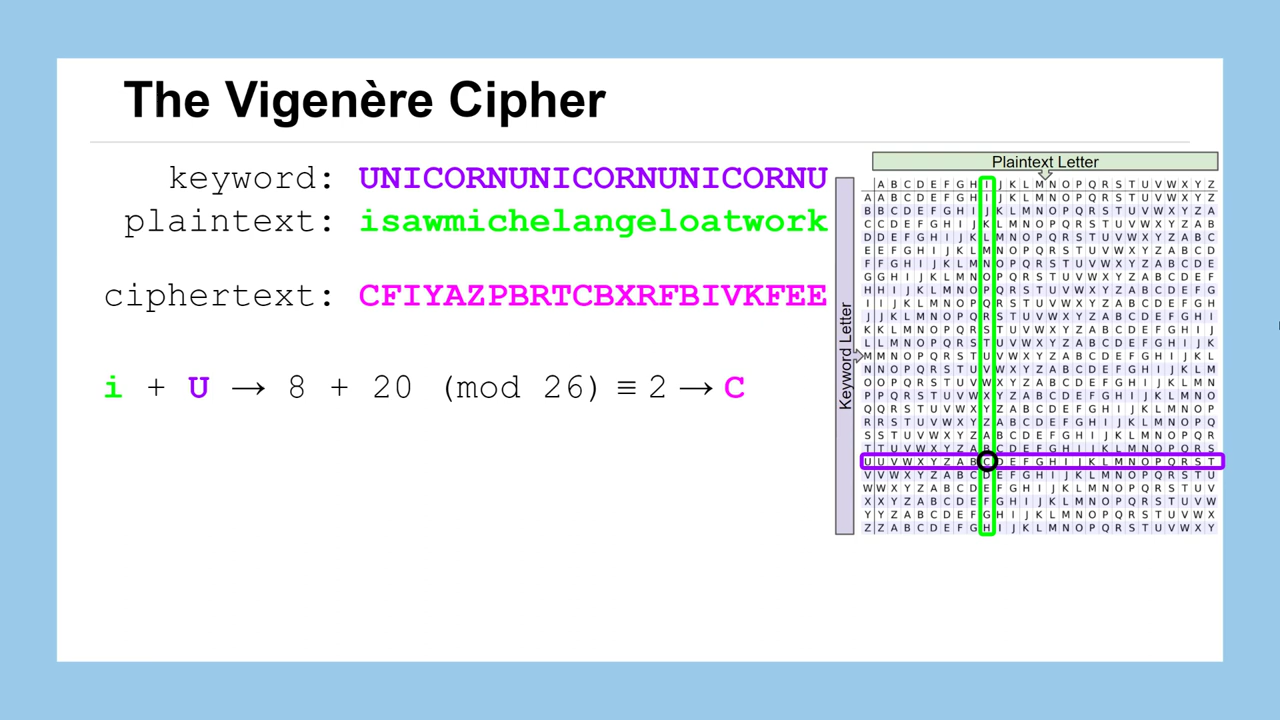 The Vigenère Cipher
keyword: UNICORNUNICORNUNICORNU
plaintext: isawmichelangeloatwork
ciphertext: CFIYAZPBRTCBXRFBIVKFEE
i + U → 8 + 20 (mod 26) ≡ 2 → C
Plaintext Letter
Keyword Letter
A B C D E F G H I J K L M N O P Q R S T U V W X Y Z
A A B C D E F G H I J K L M N O P Q R S T U V W X Y Z
B B C D E F G H I J K L M N O P Q R S T U V W X Y Z A
C C D E F G H I J K L M N O P Q R S T U V W X Y Z A B
D D E F G H I J K L M N O P Q R S T U V W X Y Z A B C
E E F G H I J K L M N O P Q R S T U V W X Y Z A B C D
F F G H I J K L M N O P Q R S T U V W X Y Z A B C D E
G G H I J K L M N O P Q R S T U V W X Y Z A B C D E F
H H I J K L M N O P Q R S T U V W X Y Z A B C D E F G
I I J K L M N O P Q R S T U V W X Y Z A B C D E F G H
J J K L M N O P Q R S T U V W X Y Z A B C D E F G H I
K K L M N O P Q R S T U V W X Y Z A B C D E F G H I J
L L M N O P Q R S T U V W X Y Z A B C D E F G H I J K
M M N O P Q R S T U V W X Y Z A B C D E F G H I J K L
N N O P Q R S T U V W X Y Z A B C D E F G H I J K L M
O O P Q R S T U V W X Y Z A B C D E F G H I J K L M N
P P Q R S T U V W X Y Z A B C D E F G H I J K L M N O
Q Q R S T U V W X Y Z A B C D E F G H I J K L M N O P
R R S T U V W X Y Z A B C D E F G H I J K L M N O P Q
S S T U V W X Y Z A B C D E F G H I J K L M N O P Q R
T T U V W X Y Z A B C D E F G H I J K L M N O P Q R S
U U V W X Y Z A B C D E F G H I J K L M N O P Q R S T
V V W X Y Z A B C D E F G H I J K L M N O P Q R S T U
W W X Y Z A B C D E F G H I J K L M N O P Q R S T U V
X X Y Z A B C D E F G H I J K L M N O P Q R S T U V W
Y Y Z A B C D E F G H I J K L M N O P Q R S T U V W X
Z Z A B C D E F G H I J K L M N O P Q R S T U V W X Y